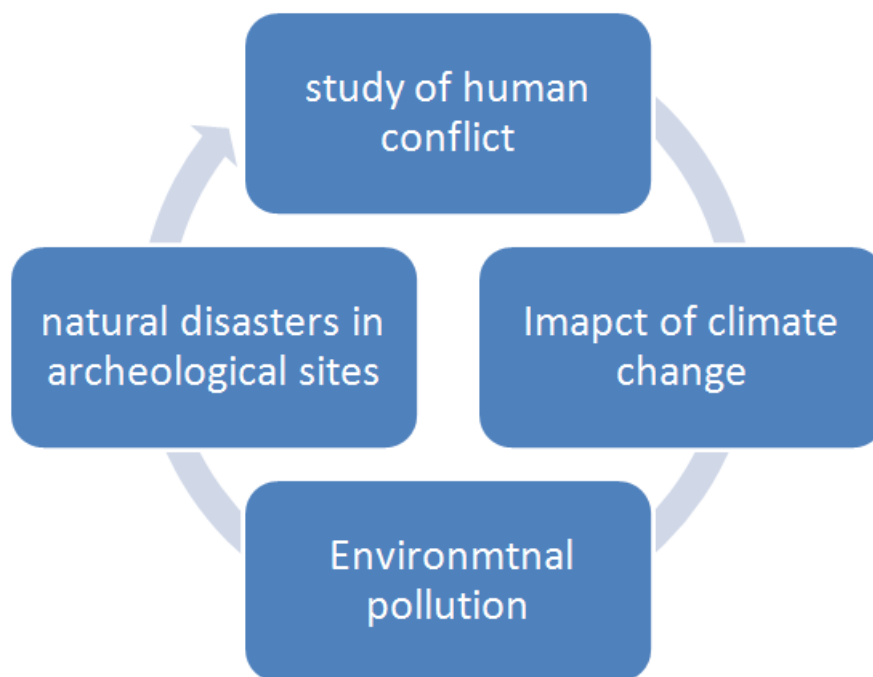 study of human
conflict
natural disasters in
archeological sites
Imapct of climate
change
Environmtnal
pollution